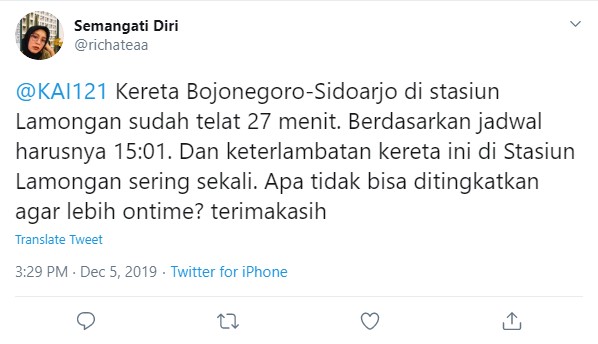 Semangati Diri
@richateaa
@KAI121 Kereta Bojonegoro-Sidoarjo di stasiun
Lamongan sudah telat 27 menit. Berdasarkan jadwal
harusnya 15:01. Dan keterlambatan kereta ini di Stasiun
Lamongan sering sekali. Apa tidak bisa ditingkatkan
agar lebih ontime? terimakasih
Translate Tweet
3:29 PM · Dec 5, 2019 · Twitter for iPhone